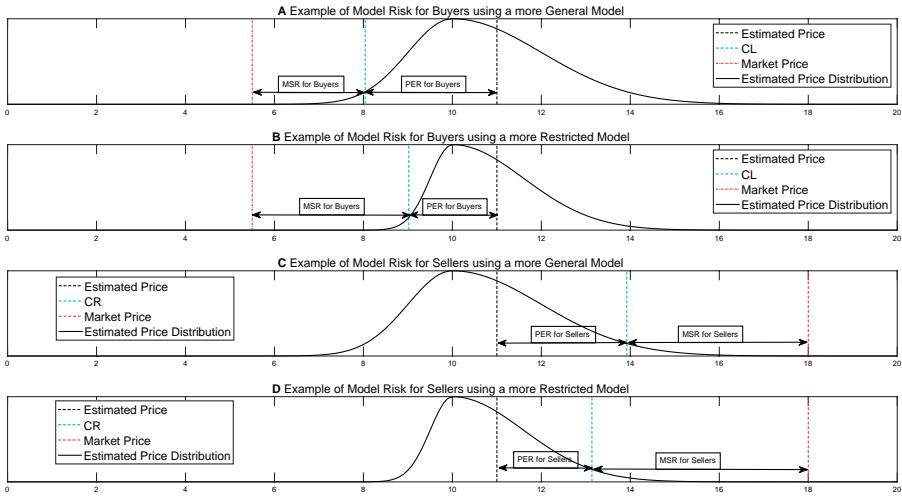 A Example of Model Risk for Buyers using a more General Model
Estimated Price
CL
Market Price
Estimated Price Distribution
MSR for Buyers
PER for Buyers
0 2 4 6 8 10 12 14 16 18 20
B Example of Model Risk for Buyers using a more Restricted Model
Estimated Price
CL
Market Price
Estimated Price Distribution
MSR for Buyers
PER for Buyers
0 2 4 6 8 10 12 14 16 18 20
C Example of Model Risk for Sellers using a more General Model
Estimated Price
CR
Market Price
Estimated Price Distribution
PER for Sellers
MSR for Sellers
0 2 4 6 8 10 12 14 16 18 20
D Example of Model Risk for Sellers using a more Restricted Model
Estimated Price
CR
Market Price
Estimated Price Distribution
PER for Sellers
MSR for Sellers
0 2 4 6 8 10 12 14 16 18 20